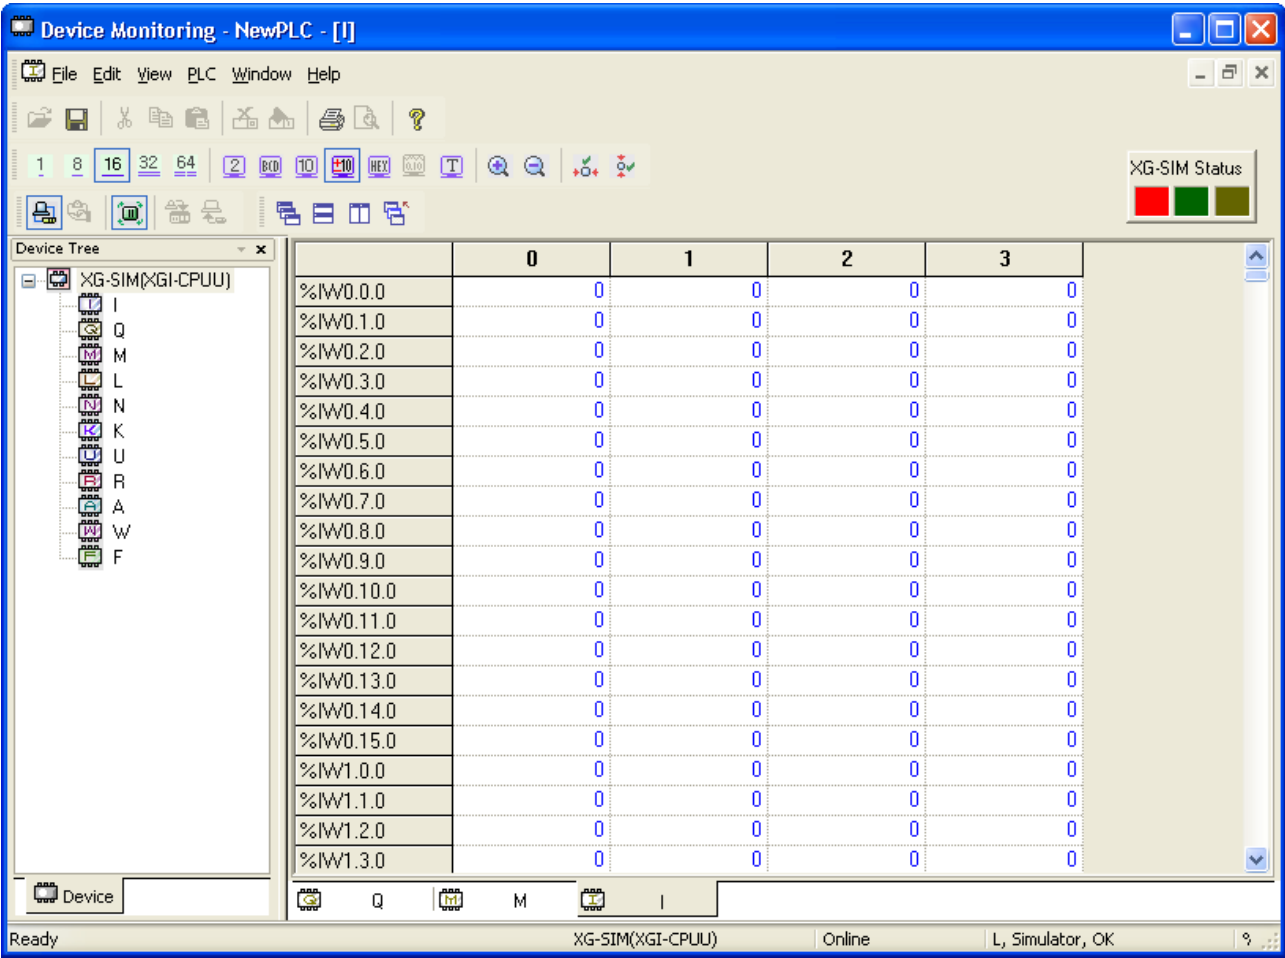 Device Monitoring - NewPLC - [I]
File Edit View PLC Window Help
1 8 16 32 64 2 BCD 10 ±10 HEX 0.10 T
XG-SIM Status
Device Tree
XG-SIM(XGI-CPUU)
I
Q
M
L
N
K
U
R
A
W
F
Device
0 1 2 3
%IW0.0.0 0 0 0 0
%IW0.1.0 0 0 0 0
%IW0.2.0 0 0 0 0
%IW0.3.0 0 0 0 0
%IW0.4.0 0 0 0 0
%IW0.5.0 0 0 0 0
%IW0.6.0 0 0 0 0
%IW0.7.0 0 0 0 0
%IW0.8.0 0 0 0 0
%IW0.9.0 0 0 0 0
%IW0.10.0 0 0 0 0
%IW0.11.0 0 0 0 0
%IW0.12.0 0 0 0 0
%IW0.13.0 0 0 0 0
%IW0.14.0 0 0 0 0
%IW0.15.0 0 0 0 0
%IW1.0.0 0 0 0 0
%IW1.1.0 0 0 0 0
%IW1.2.0 0 0 0 0
%IW1.3.0 0 0 0 0
Q M I
Ready XG-SIM(XGI-CPUU) Online L, Simulator, OK